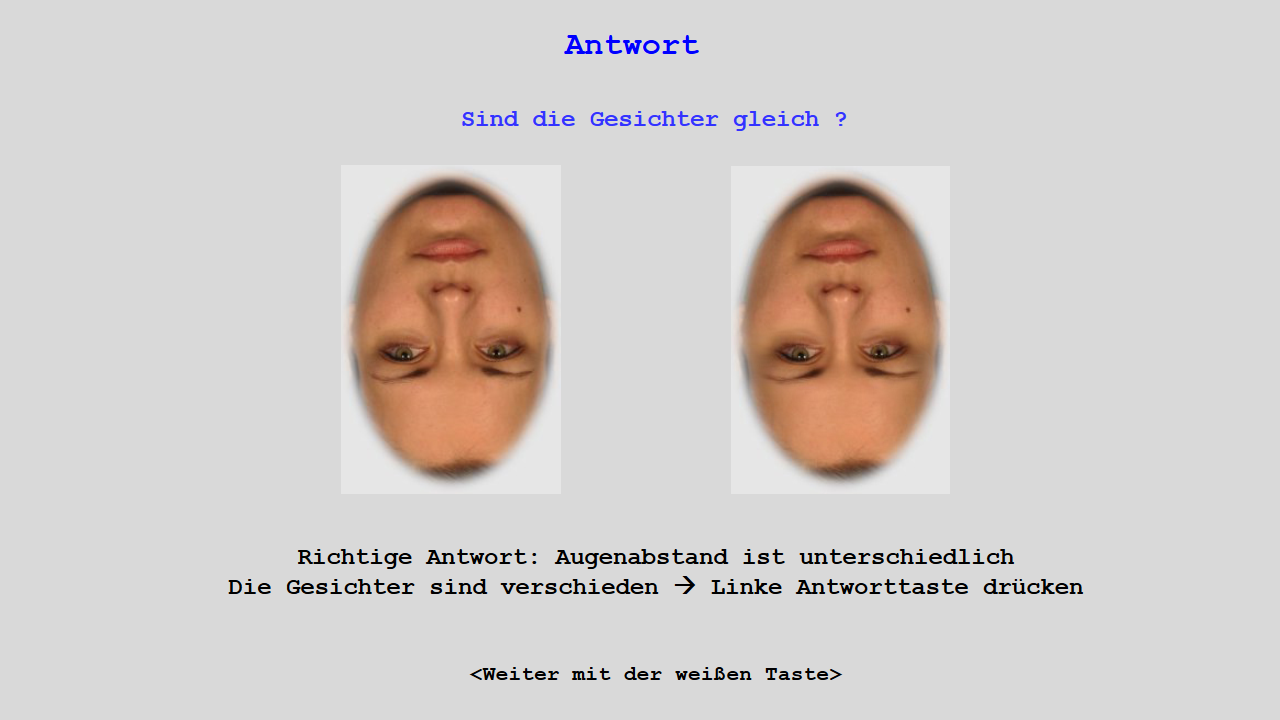 Antwort
Sind die Gesichter gleich ?
Richtige Antwort: Augenabstand ist unterschiedlich
Die Gesichter sind verschieden → Linke Antworttaste drücken
<Weiter mit der weißen Taste>